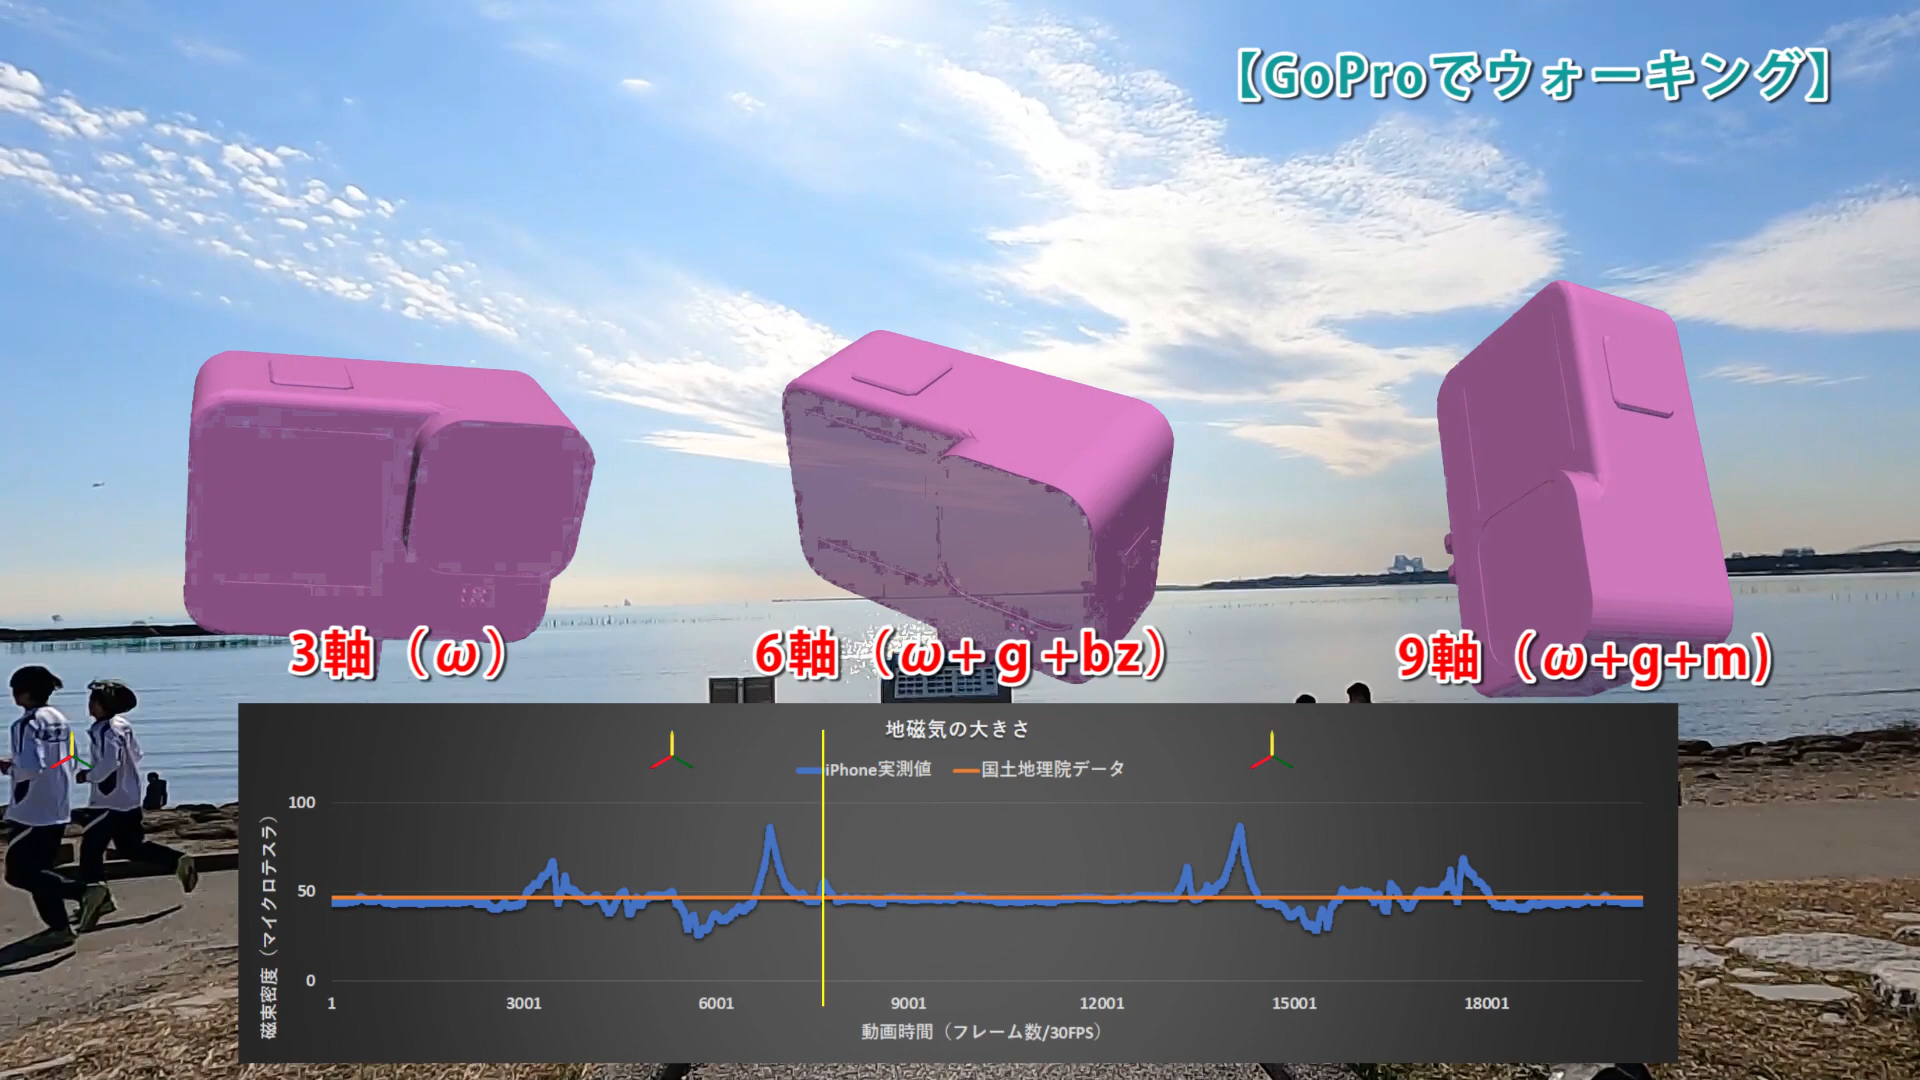 【GoProでウォーキング】
3軸（ω）
6軸（ω+g+bz）
9軸（ω+g+m)
地磁気の大きさ
iPhone実測値 国土地理院データ
磁束密度（マイクロテスラ）
100
50
0
1 3001 6001 9001 12001 15001 18001
動画時間（フレーム数/30FPS）